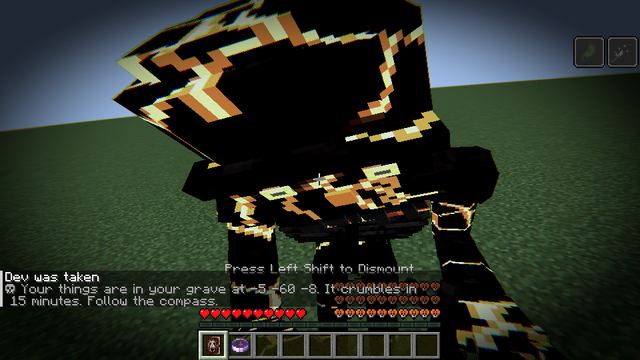 Press Left Shift to Dismount
Dev was taken
☠ Your things are in your grave at -5 -60 -8. It crumbles in
15 minutes. Follow the compass.